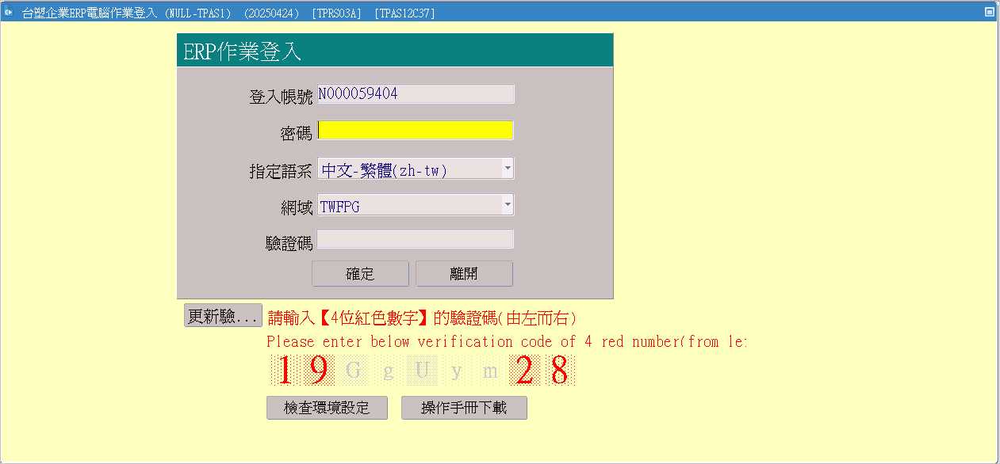 台塑企業ERP電腦作業登入 (NULL-TPAS1) (20250424) [TPRS03A] [TPAS12C37]
ERP作業登入
登入帳號 N000059404
密碼
指定語系 中文-繁體(zh-tw)
網域 TWFPG
驗證碼
確定 離開
更新驗... 請輸入【4位紅色數字】的驗證碼(由左而右)
Please enter below verification code of 4 red number(from le
1 9 G g U y m 2 8
檢查環境設定 操作手冊下載